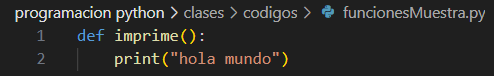 programacion python > clases > codigos > funcionesMuestra.py
1 def imprime():
2 print("hola mundo")